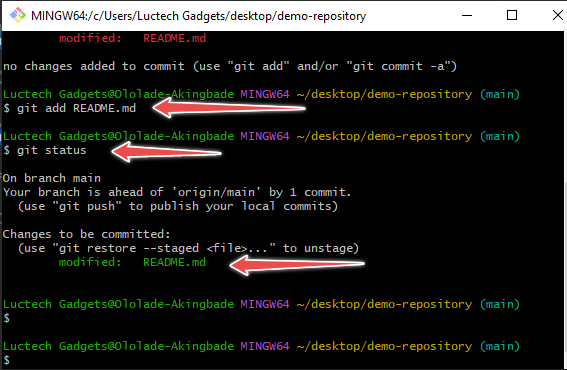 MINGW64:/c/Users/Luctech Gadgets/desktop/demo-repository
modified: README.md
no changes added to commit (use "git add" and/or "git commit -a")
Luctech Gadgets@Ololade-Akingbade MINGW64 ~/desktop/demo-repository (main)
$ git add README.md
Luctech Gadgets@Ololade-Akingbade MINGW64 ~/desktop/demo-repository (main)
$ git status
On branch main
Your branch is ahead of 'origin/main' by 1 commit.
(use "git push" to publish your local commits)
Changes to be committed:
(use "git restore --staged <file>..." to unstage)
modified: README.md
Luctech Gadgets@Ololade-Akingbade MINGW64 ~/desktop/demo-repository (main)
$
Luctech Gadgets@Ololade-Akingbade MINGW64 ~/desktop/demo-repository (main)
$